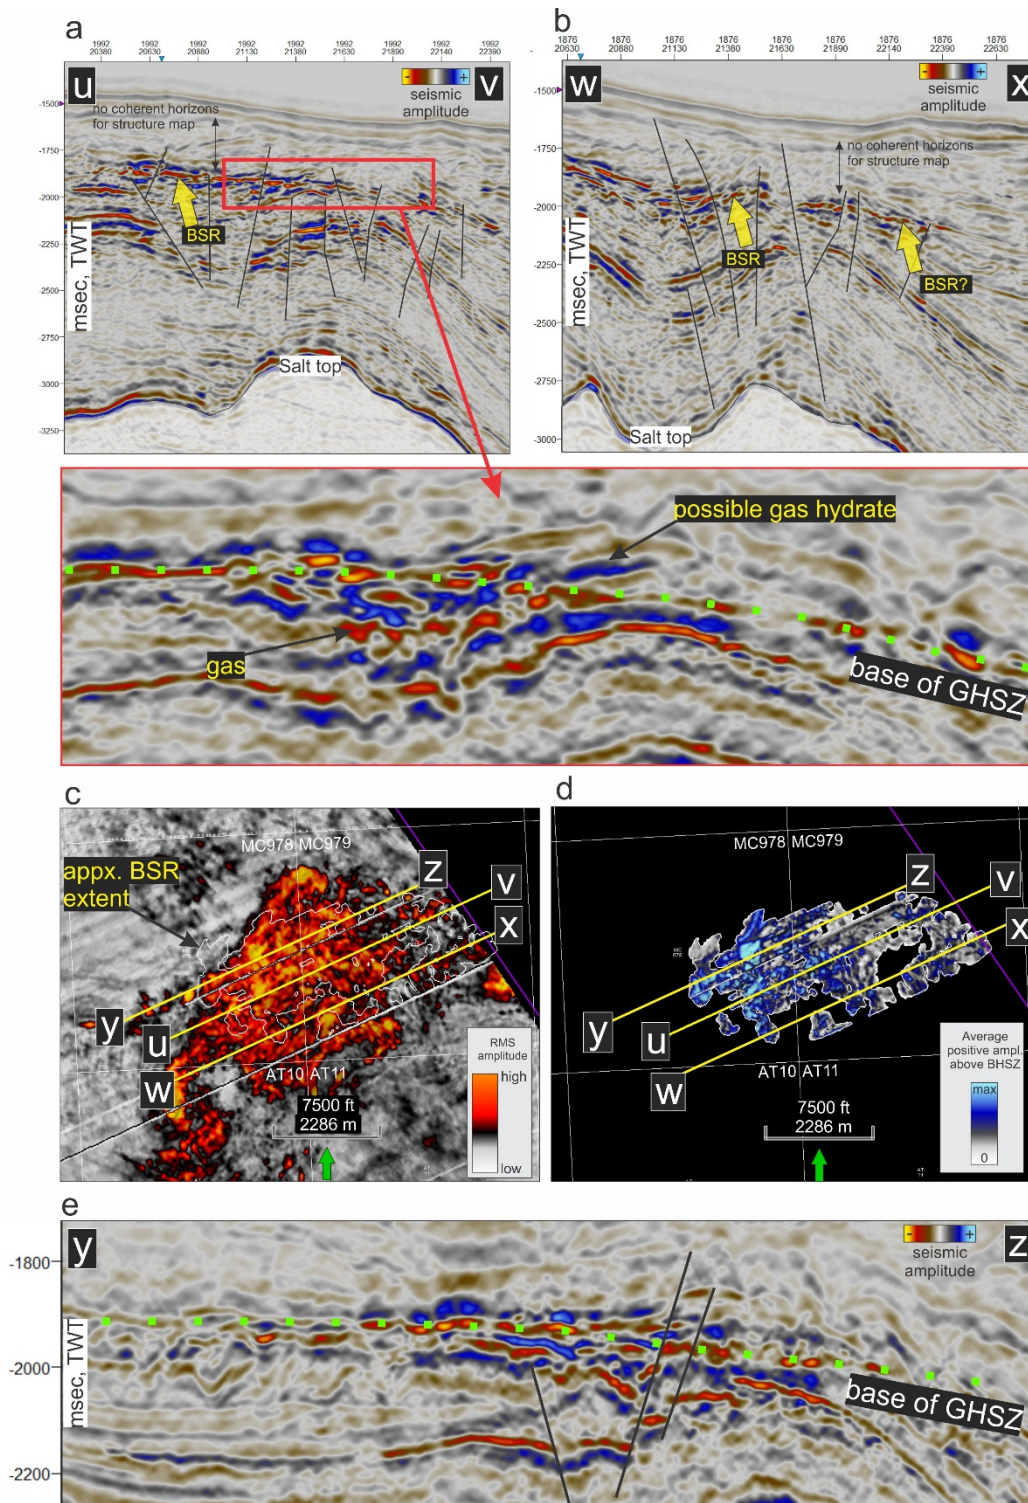 a
1992 1992 1992 1992 1992 1992 1992 1992 1992
20380 20630 20880 21130 21380 21630 21890 22140 22390
u
v
- +
seismic
amplitude
no coherent horizons
for structure map
BSR
Salt top
msec, TWT
-1500
-1750
-2000
-2250
-2500
-2750
-3000
-3250
b
1876 1876 1876 1876 1876 1876 1876 1876 1876
20630 20880 21130 21380 21630 21890 22140 22390 22630
w
x
- +
seismic
amplitude
no coherent horizons
for structure map
BSR
BSR?
Salt top
msec, TWT
-1500
-1750
-2000
-2250
-2500
-2750
-3000
possible gas hydrate
gas
base of GHSZ
c
MC978 MC979
appx. BSR
extent
z
v
x
y
u
w
AT10 AT11
7500 ft
2286 m
RMS
amplitude
high
low
d
MC978 MC979
z
v
x
y
u
w
AT10 AT11
7500 ft
2286 m
Average
positive ampl.
above BHSZ
max
0
e
y
z
- +
seismic
amplitude
-1800
-2000
-2200
msec, TWT
base of GHSZ